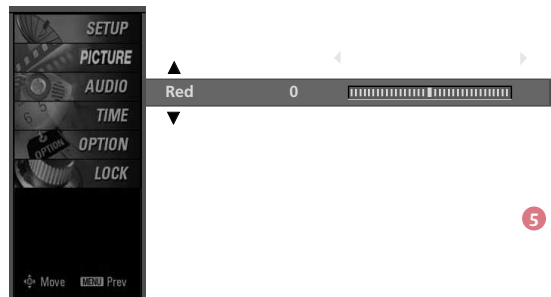 SETUP
PICTURE
AUDIO
TIME
OPTION
LOCK
Move MENU Prev
Red 0
5